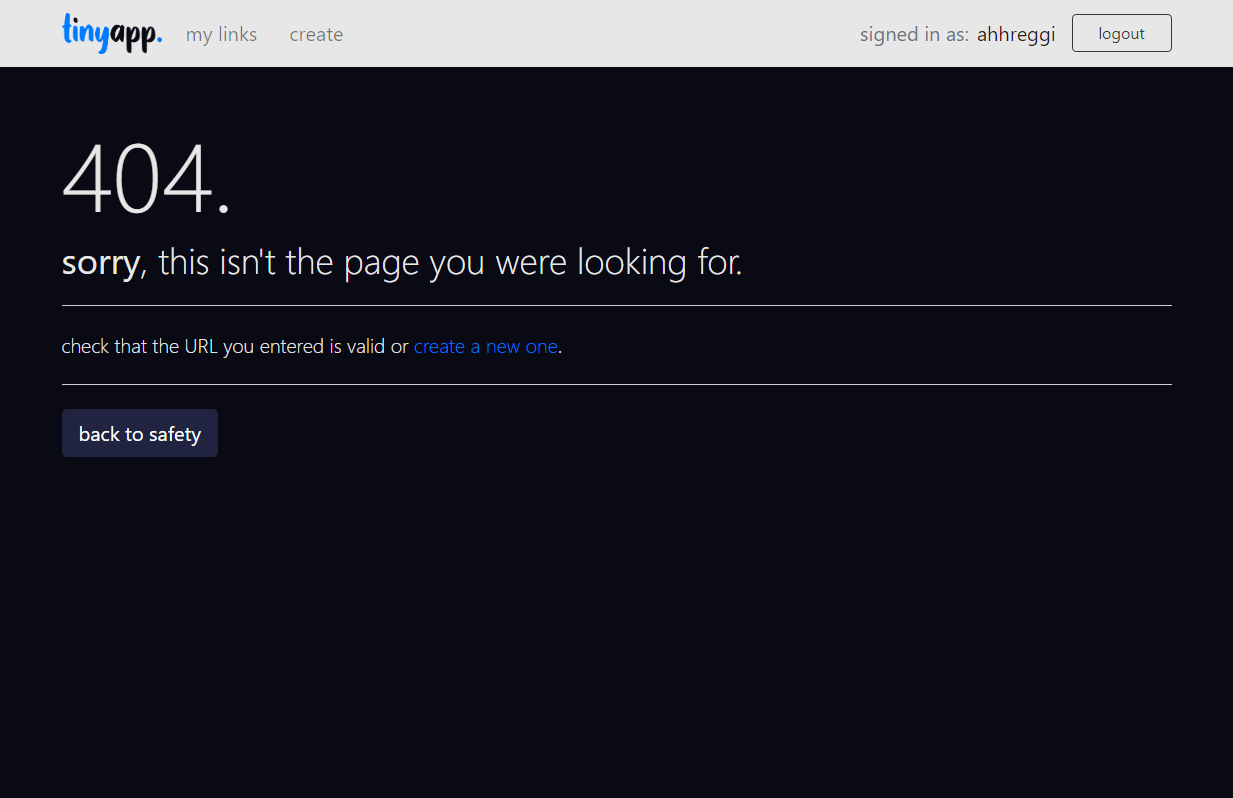 tinyapp. my links create signed in as: ahhreggi logout
404.
sorry, this isn't the page you were looking for.
check that the URL you entered is valid or create a new one.
back to safety